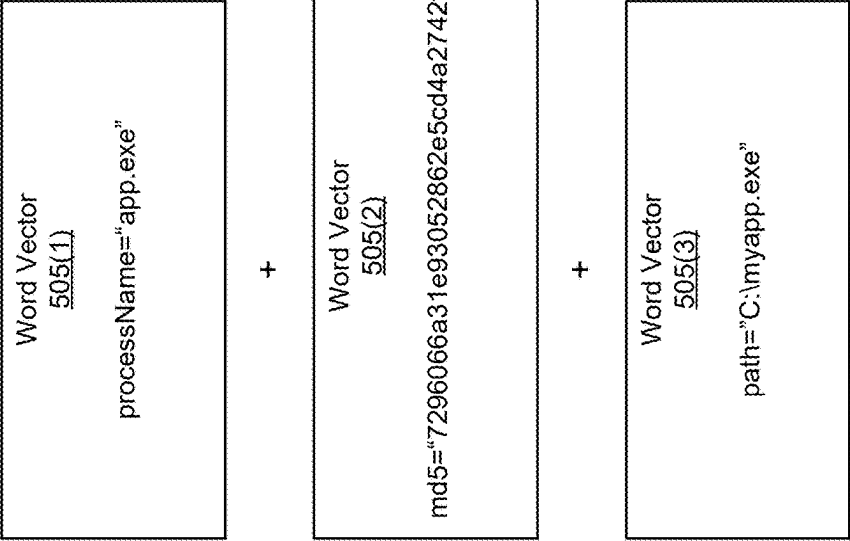 Word Vector
505(1)
processName=“app.exe”
+
Word Vector
505(2)
md5=“7296066a31e93052862e5cd4a2742
+
Word Vector
505(3)
path=”C:\myapp.exe”